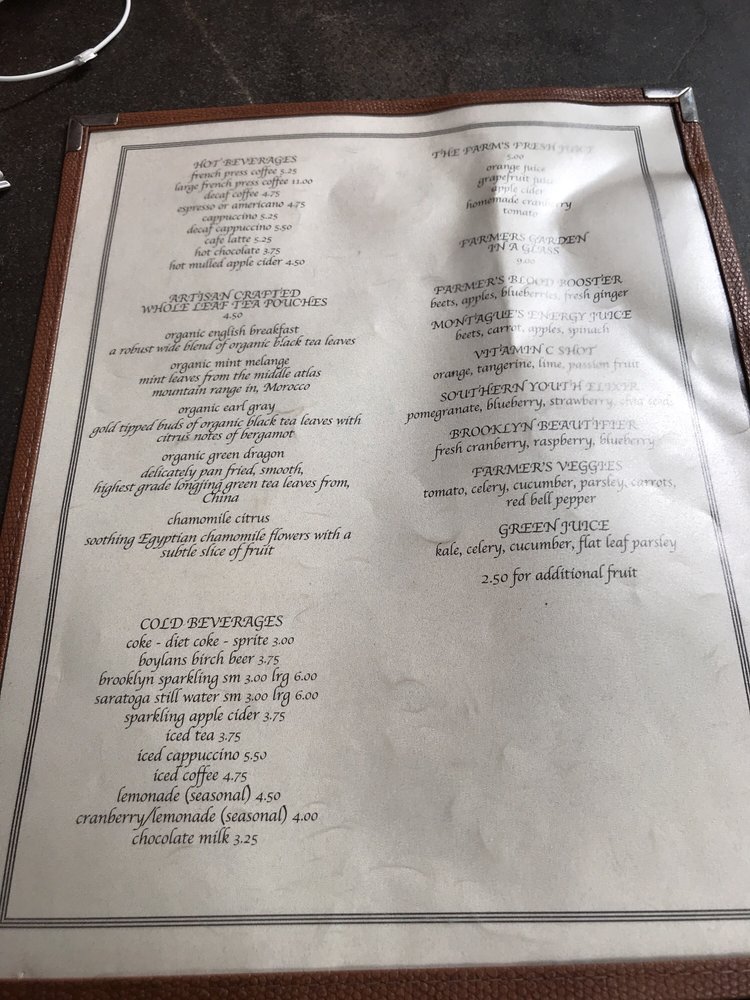 HOT BEVERAGES
french press coffee 5.25
large french press coffee 11.00
decaf coffee 4.75
espresso or americano 4.75
cappuccino 5.25
decaf cappuccino 5.50
cafe latte 5.25
hot chocolate 3.75
hot mulled apple cider 4.50
ARTISAN CRAFTED
WHOLE LEAF TEA POUCHES
4.50
organic english breakfast
a robust wide blend of organic black tea leaves
organic mint melange
mint leaves from the middle atlas
mountain range in, Morocco
organic earl gray
gold tipped buds of organic black tea leaves with
citrus notes of bergamot
organic green dragon
delicately pan fried, smooth,
highest grade longjing green tea leaves from,
China
chamomile citrus
soothing Egyptian chamomile flowers with a
subtle slice of fruit
COLD BEVERAGES
coke - diet coke - sprite 3.00
boylans birch beer 3.75
brooklyn sparkling sm 3.00 lrg 6.00
saratoga still water sm 3.00 lrg 6.00
sparkling apple cider 3.75
iced tea 3.75
iced cappuccino 5.50
iced coffee 4.75
lemonade (seasonal) 4.50
cranberry/lemonade (seasonal) 4.00
chocolate milk 3.25
THE FARM'S FRESH JUICE
5.00
orange juice
grapefruit juice
apple cider
homemade cranberry
tomato
FARMERS GARDEN
IN A GLASS
9.00
FARMER'S BLOOD BOOSTER
beets, apples, blueberries, fresh ginger
MONTAGUE'S ENERGY JUICE
beets, carrot, apples, spinach
VITAMIN C SHOT
orange, tangerine, lime, passion fruit
SOUTHERN YOUTH ELIXIR
pomegranate, blueberry, strawberry, chia seeds
BROOKLYN BEAUTIFIER
fresh cranberry, raspberry, blueberry
FARMER'S VEGGIES
tomato, celery, cucumber, parsley, carrots,
red bell pepper
GREEN JUICE
kale, celery, cucumber, flat leaf parsley
2.50 for additional fruit